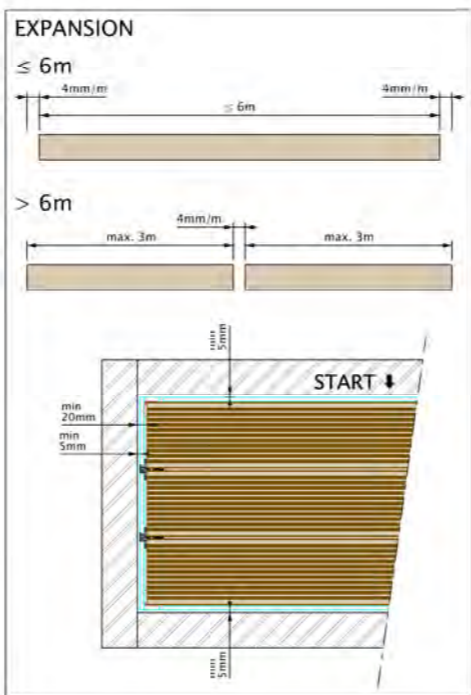 EXPANSION
≤ 6m
4mm/m
4mm/m
≤ 6m
> 6m
4mm/m
max. 3m
max. 3m
min
5mm
START
min
20mm
min
5mm
min
5mm